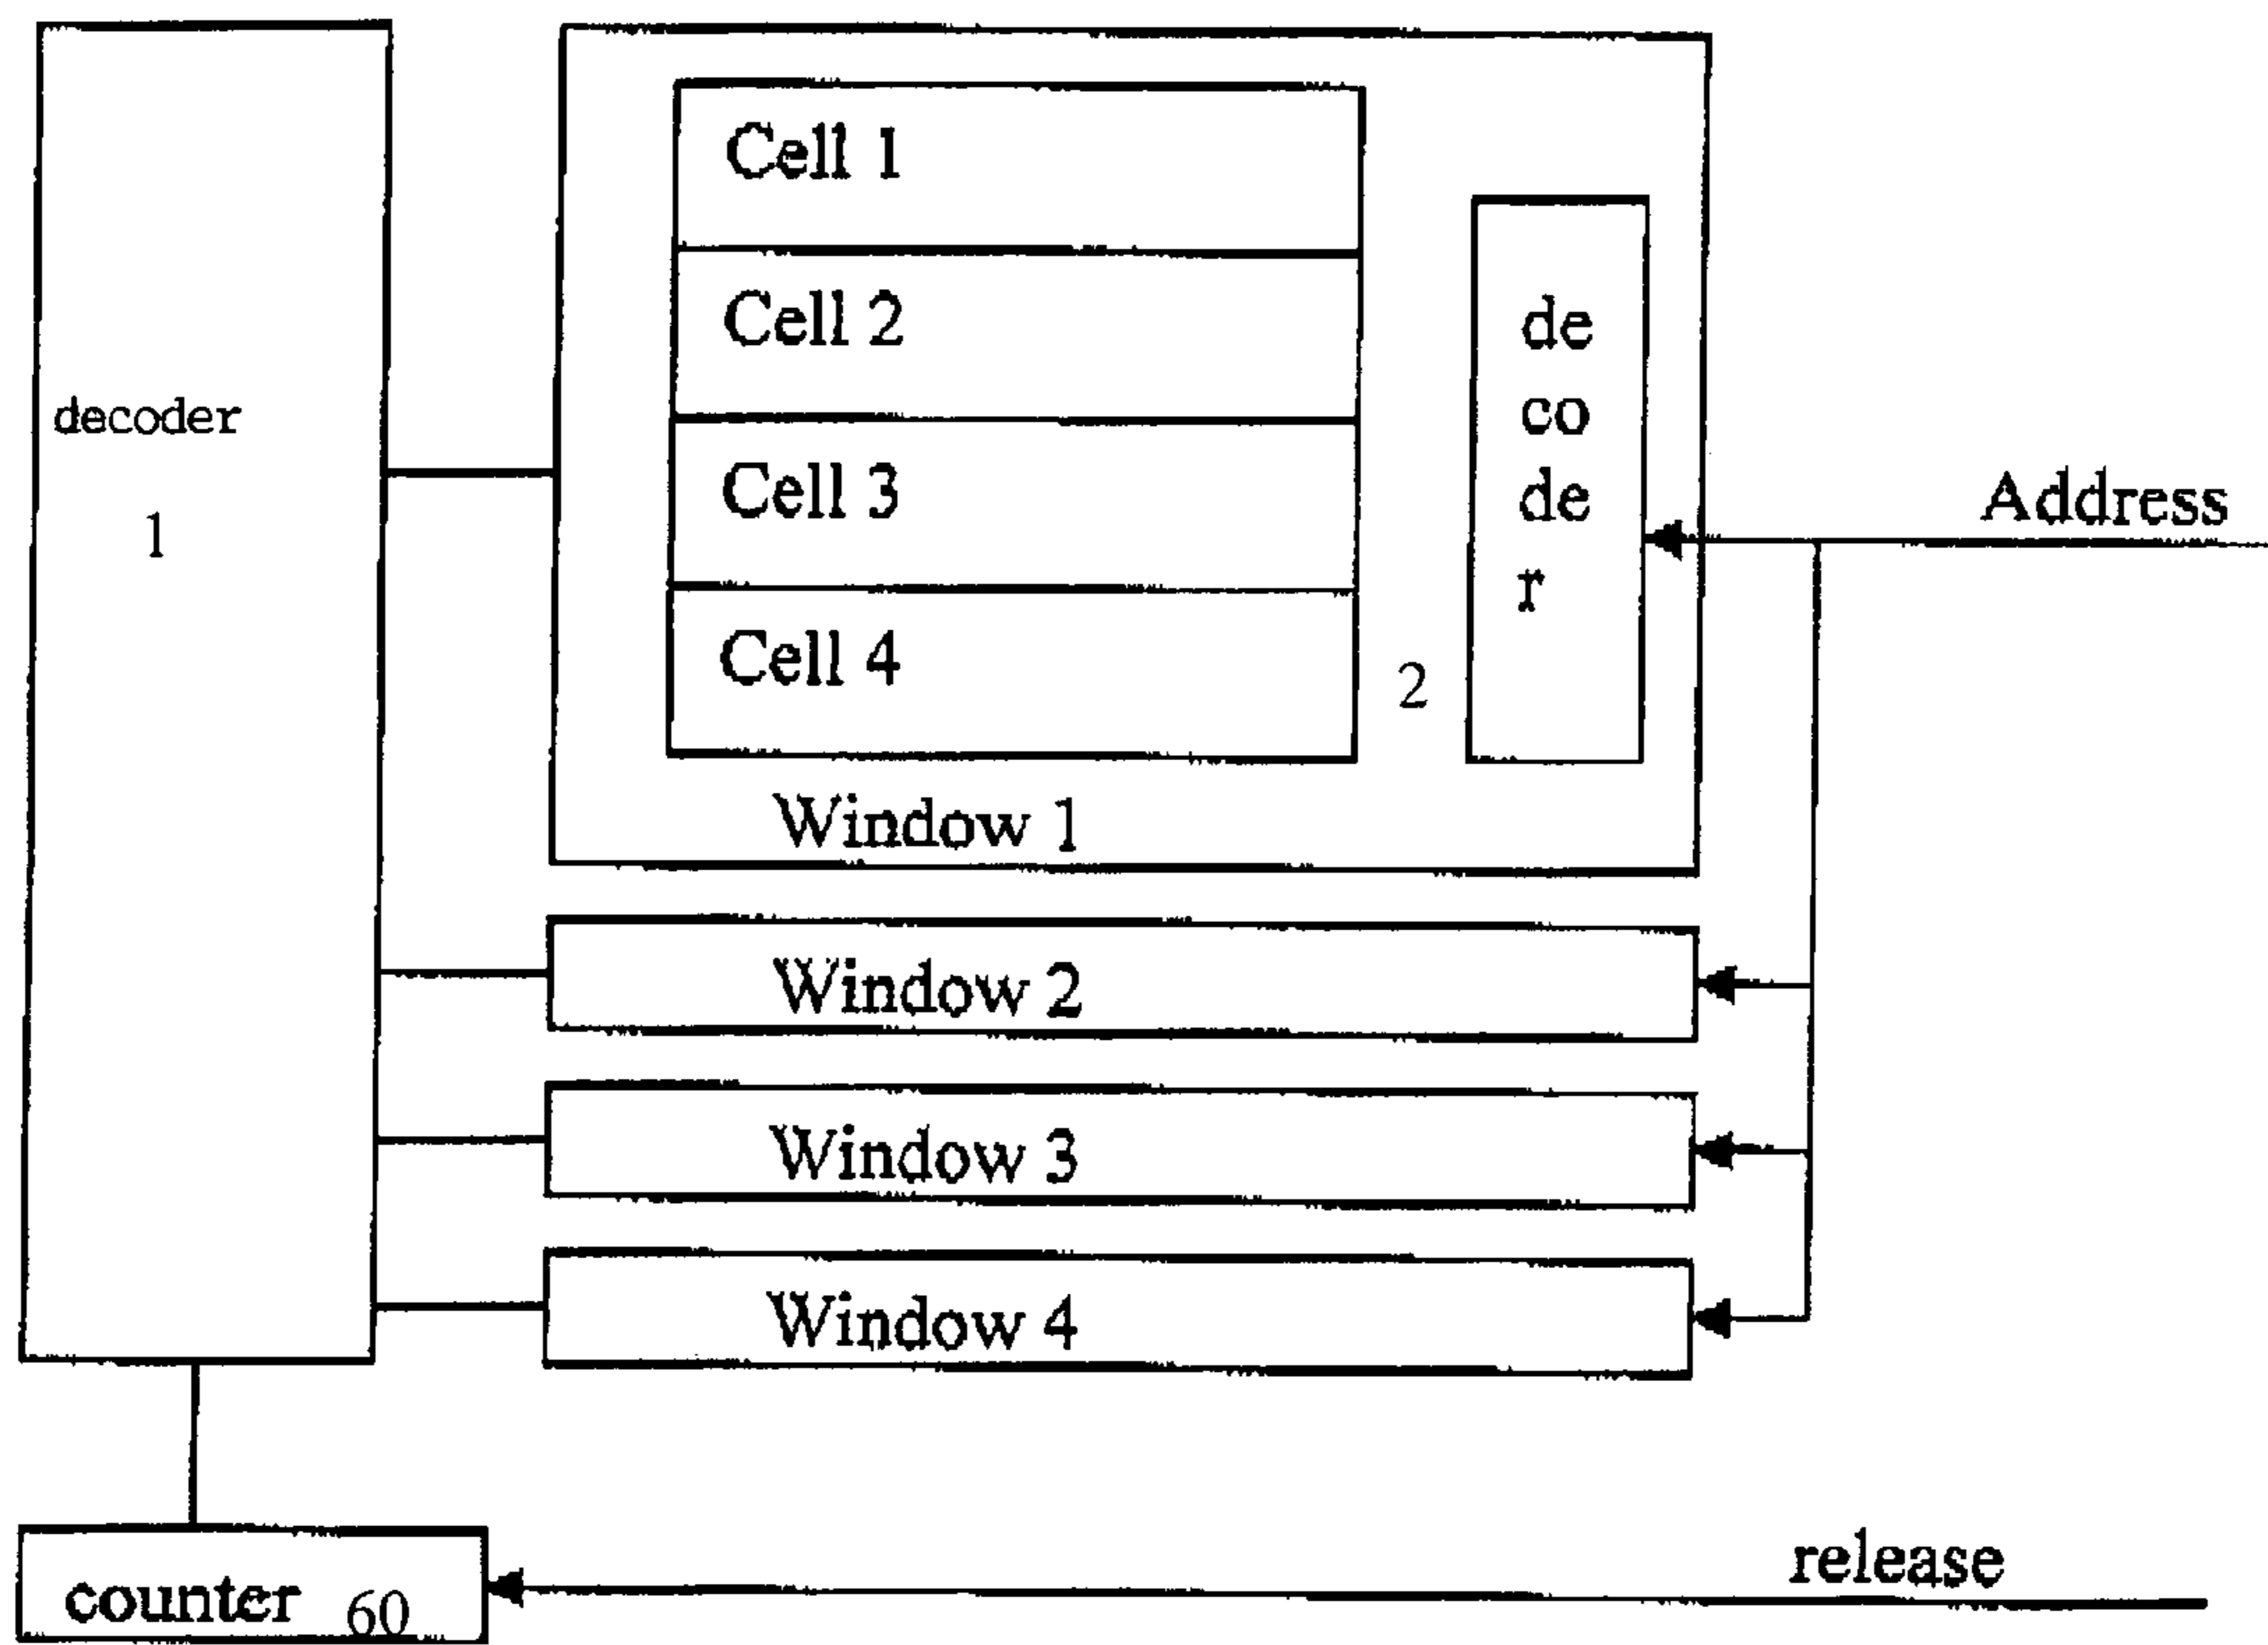 Cell 1
Cell 2
Cell 3
Cell 4
de
co
de
r
2
Window 1
decoder
1
Address
Window 2
Window 3
Window 4
counter 60
release